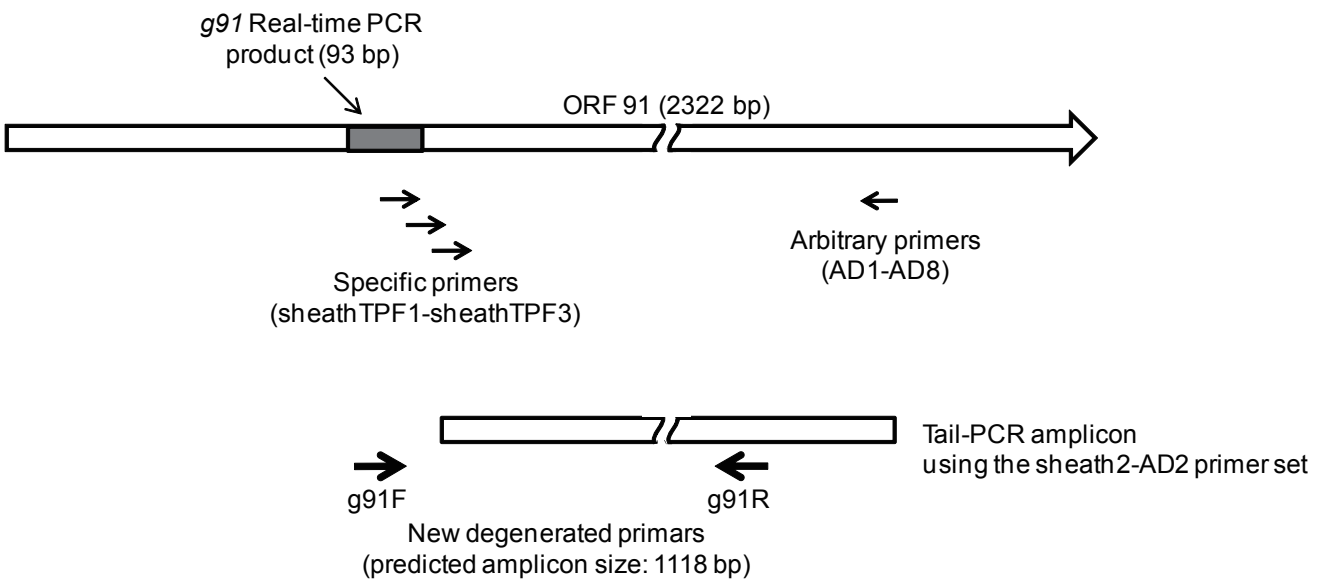 g91 Real-time PCR
product (93 bp)
ORF 91 (2322 bp)
Specific primers
(sheathTPF1-sheathTPF3)
Arbitrary primers
(AD1-AD8)
Tail-PCR amplicon
using the sheath2-AD2 primer set
g91F
g91R
New degenerated primars
(predicted amplicon size: 1118 bp)